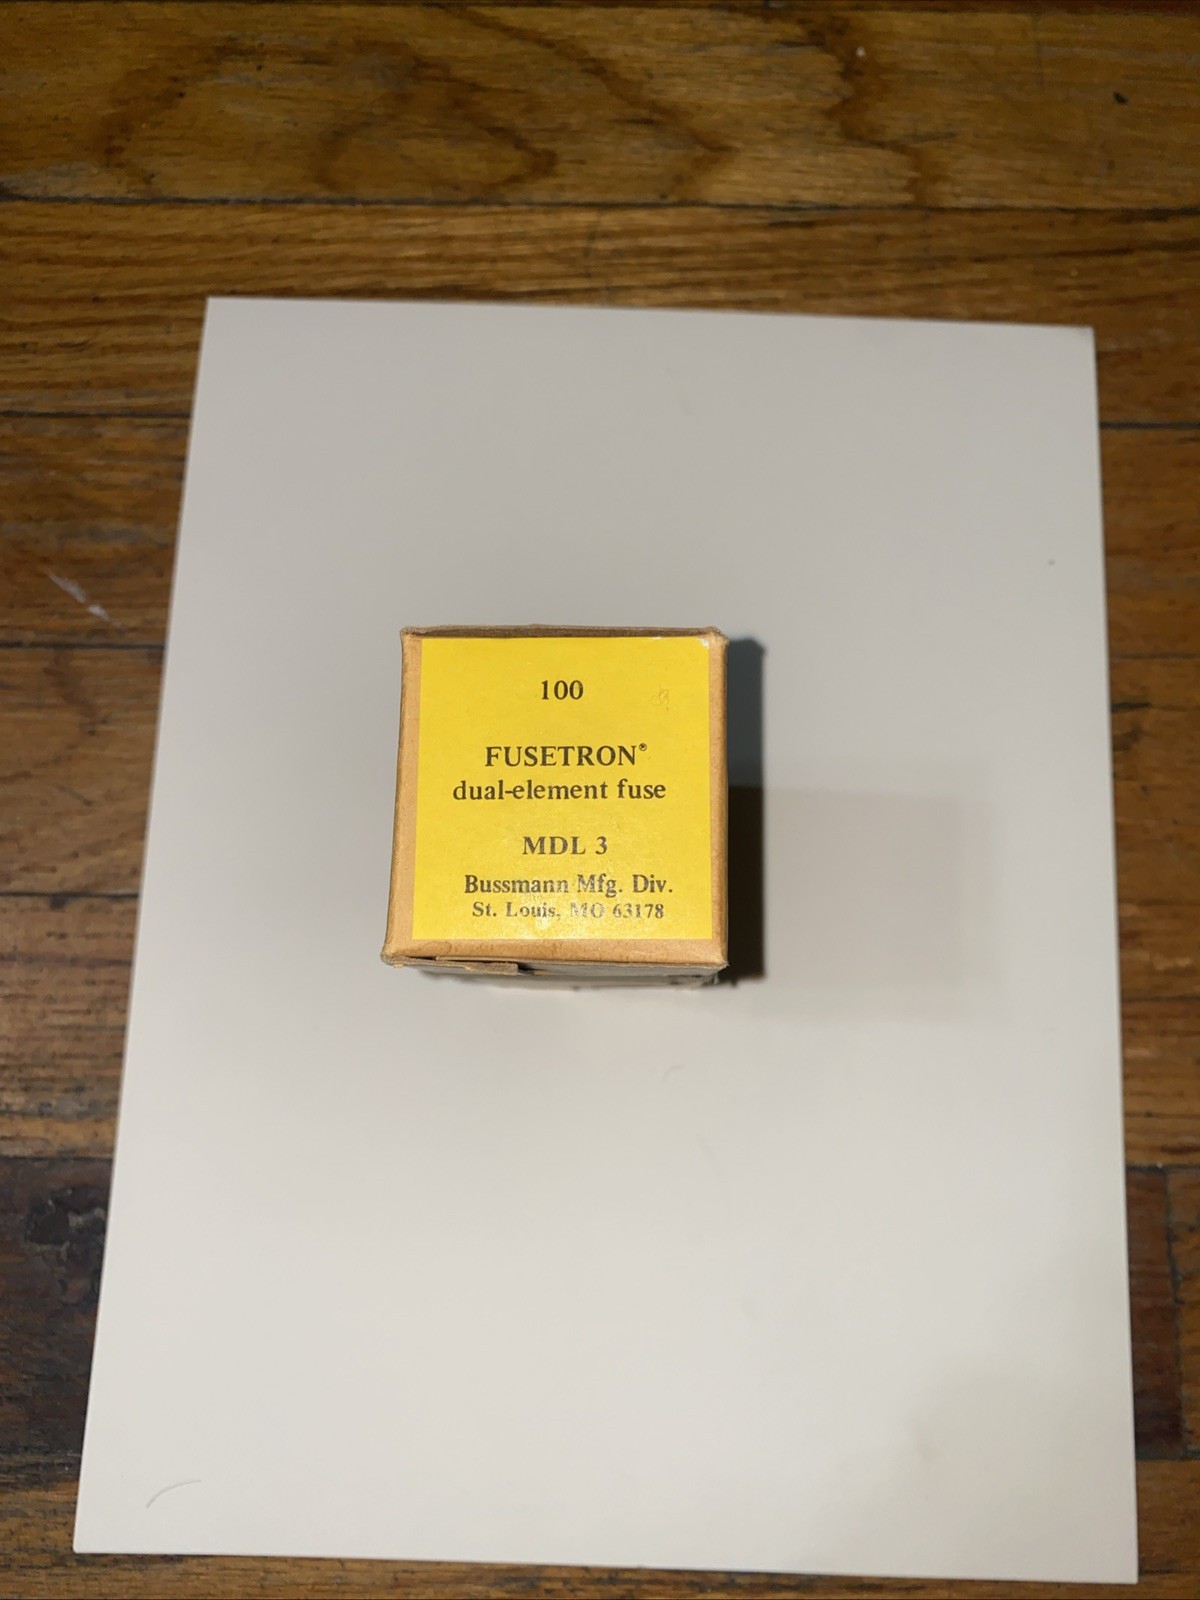 100
FUSETRON®
dual-element fuse
MDL 3
Bussmann Mfg. Div.
St. Louis, MO 63178